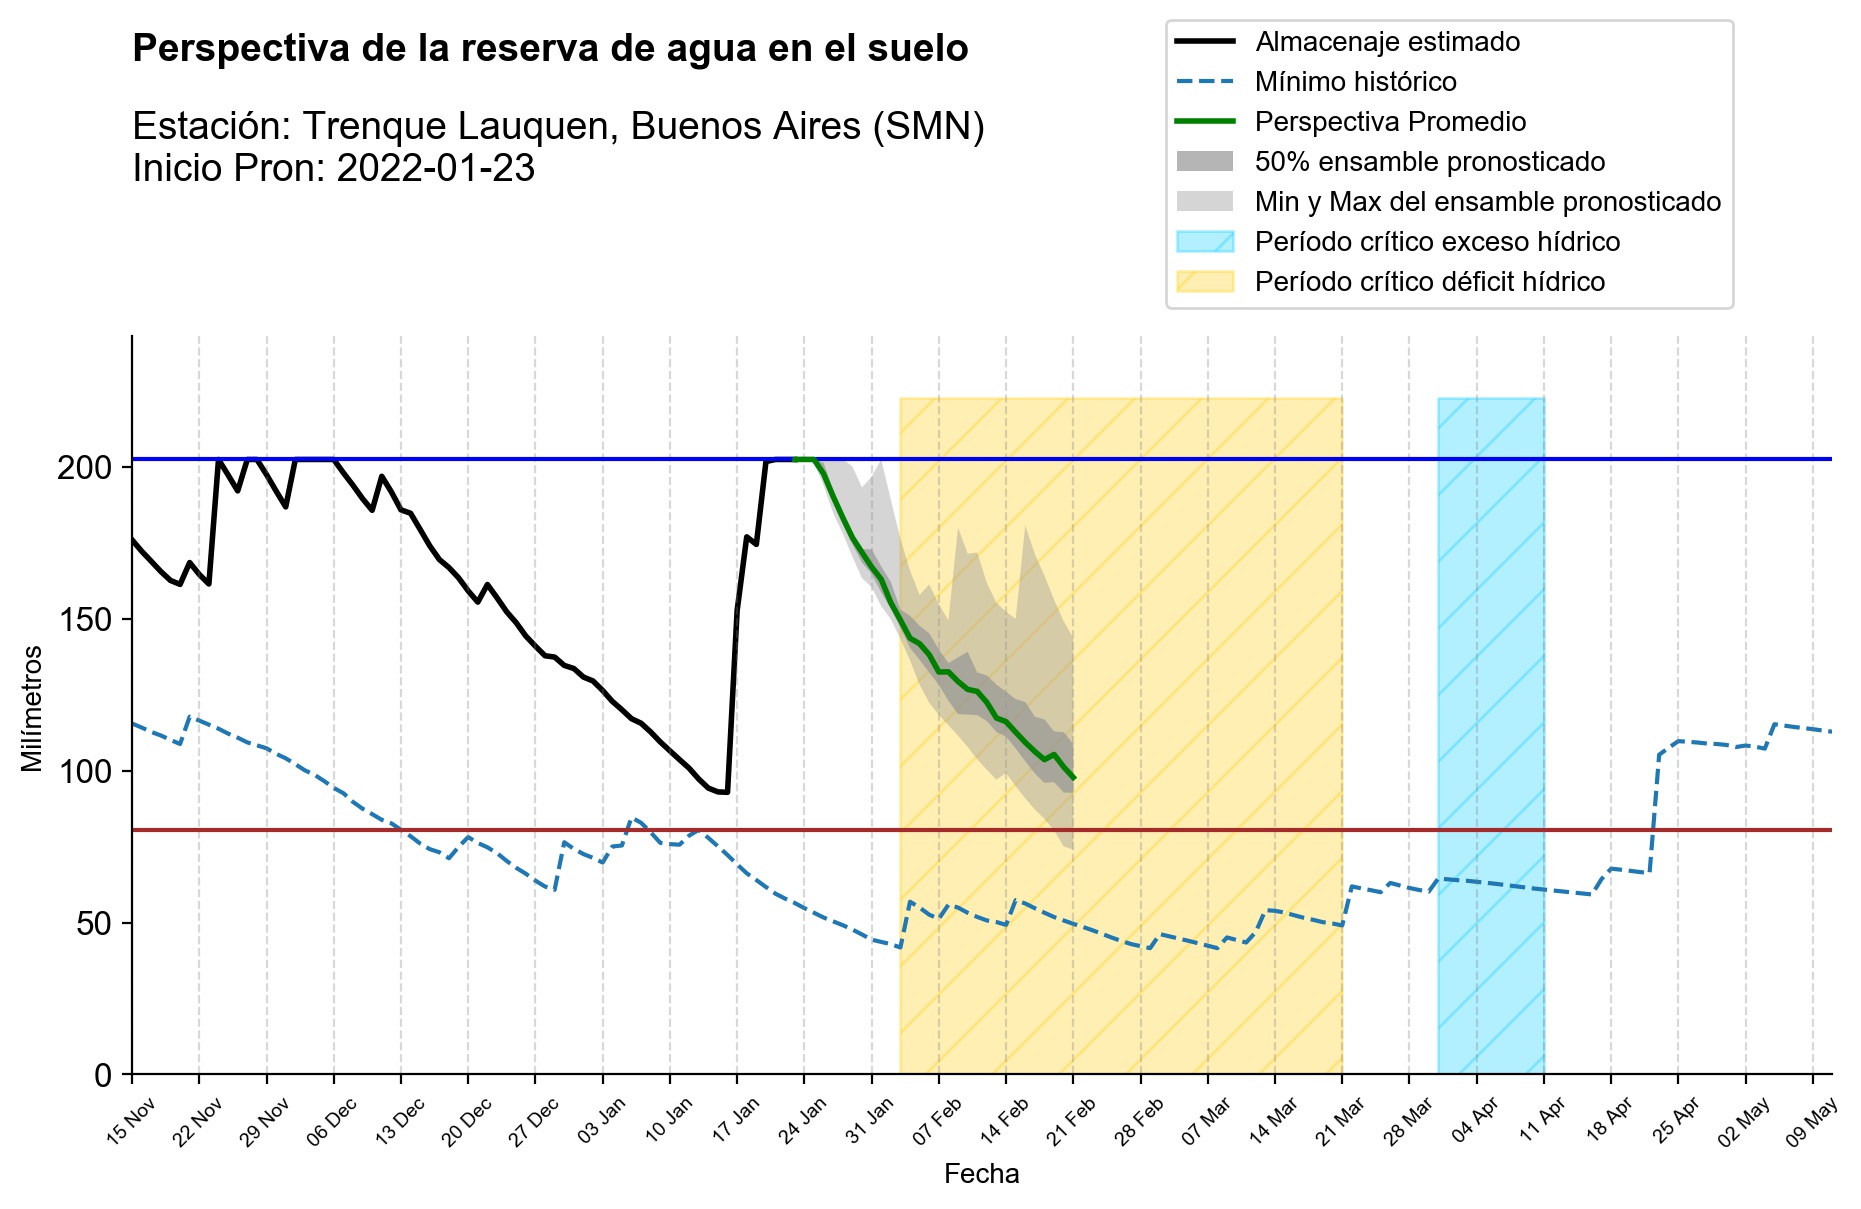 Perspectiva de la reserva de agua en el suelo
Estación: Trenque Lauquen, Buenos Aires (SMN)
Inicio Pron: 2022-01-23
Almacenaje estimado
Mínimo histórico
Perspectiva Promedio
50% ensamble pronosticado
Min y Max del ensamble pronosticado
Período crítico exceso hídrico
Período crítico déficit hídrico
Milímetros
200
150
100
50
0
15 Nov
22 Nov
29 Nov
06 Dec
13 Dec
20 Dec
27 Dec
03 Jan
10 Jan
17 Jan
24 Jan
31 Jan
07 Feb
14 Feb
21 Feb
28 Feb
07 Mar
14 Mar
21 Mar
28 Mar
04 Apr
11 Apr
18 Apr
25 Apr
02 May
09 May
Fecha